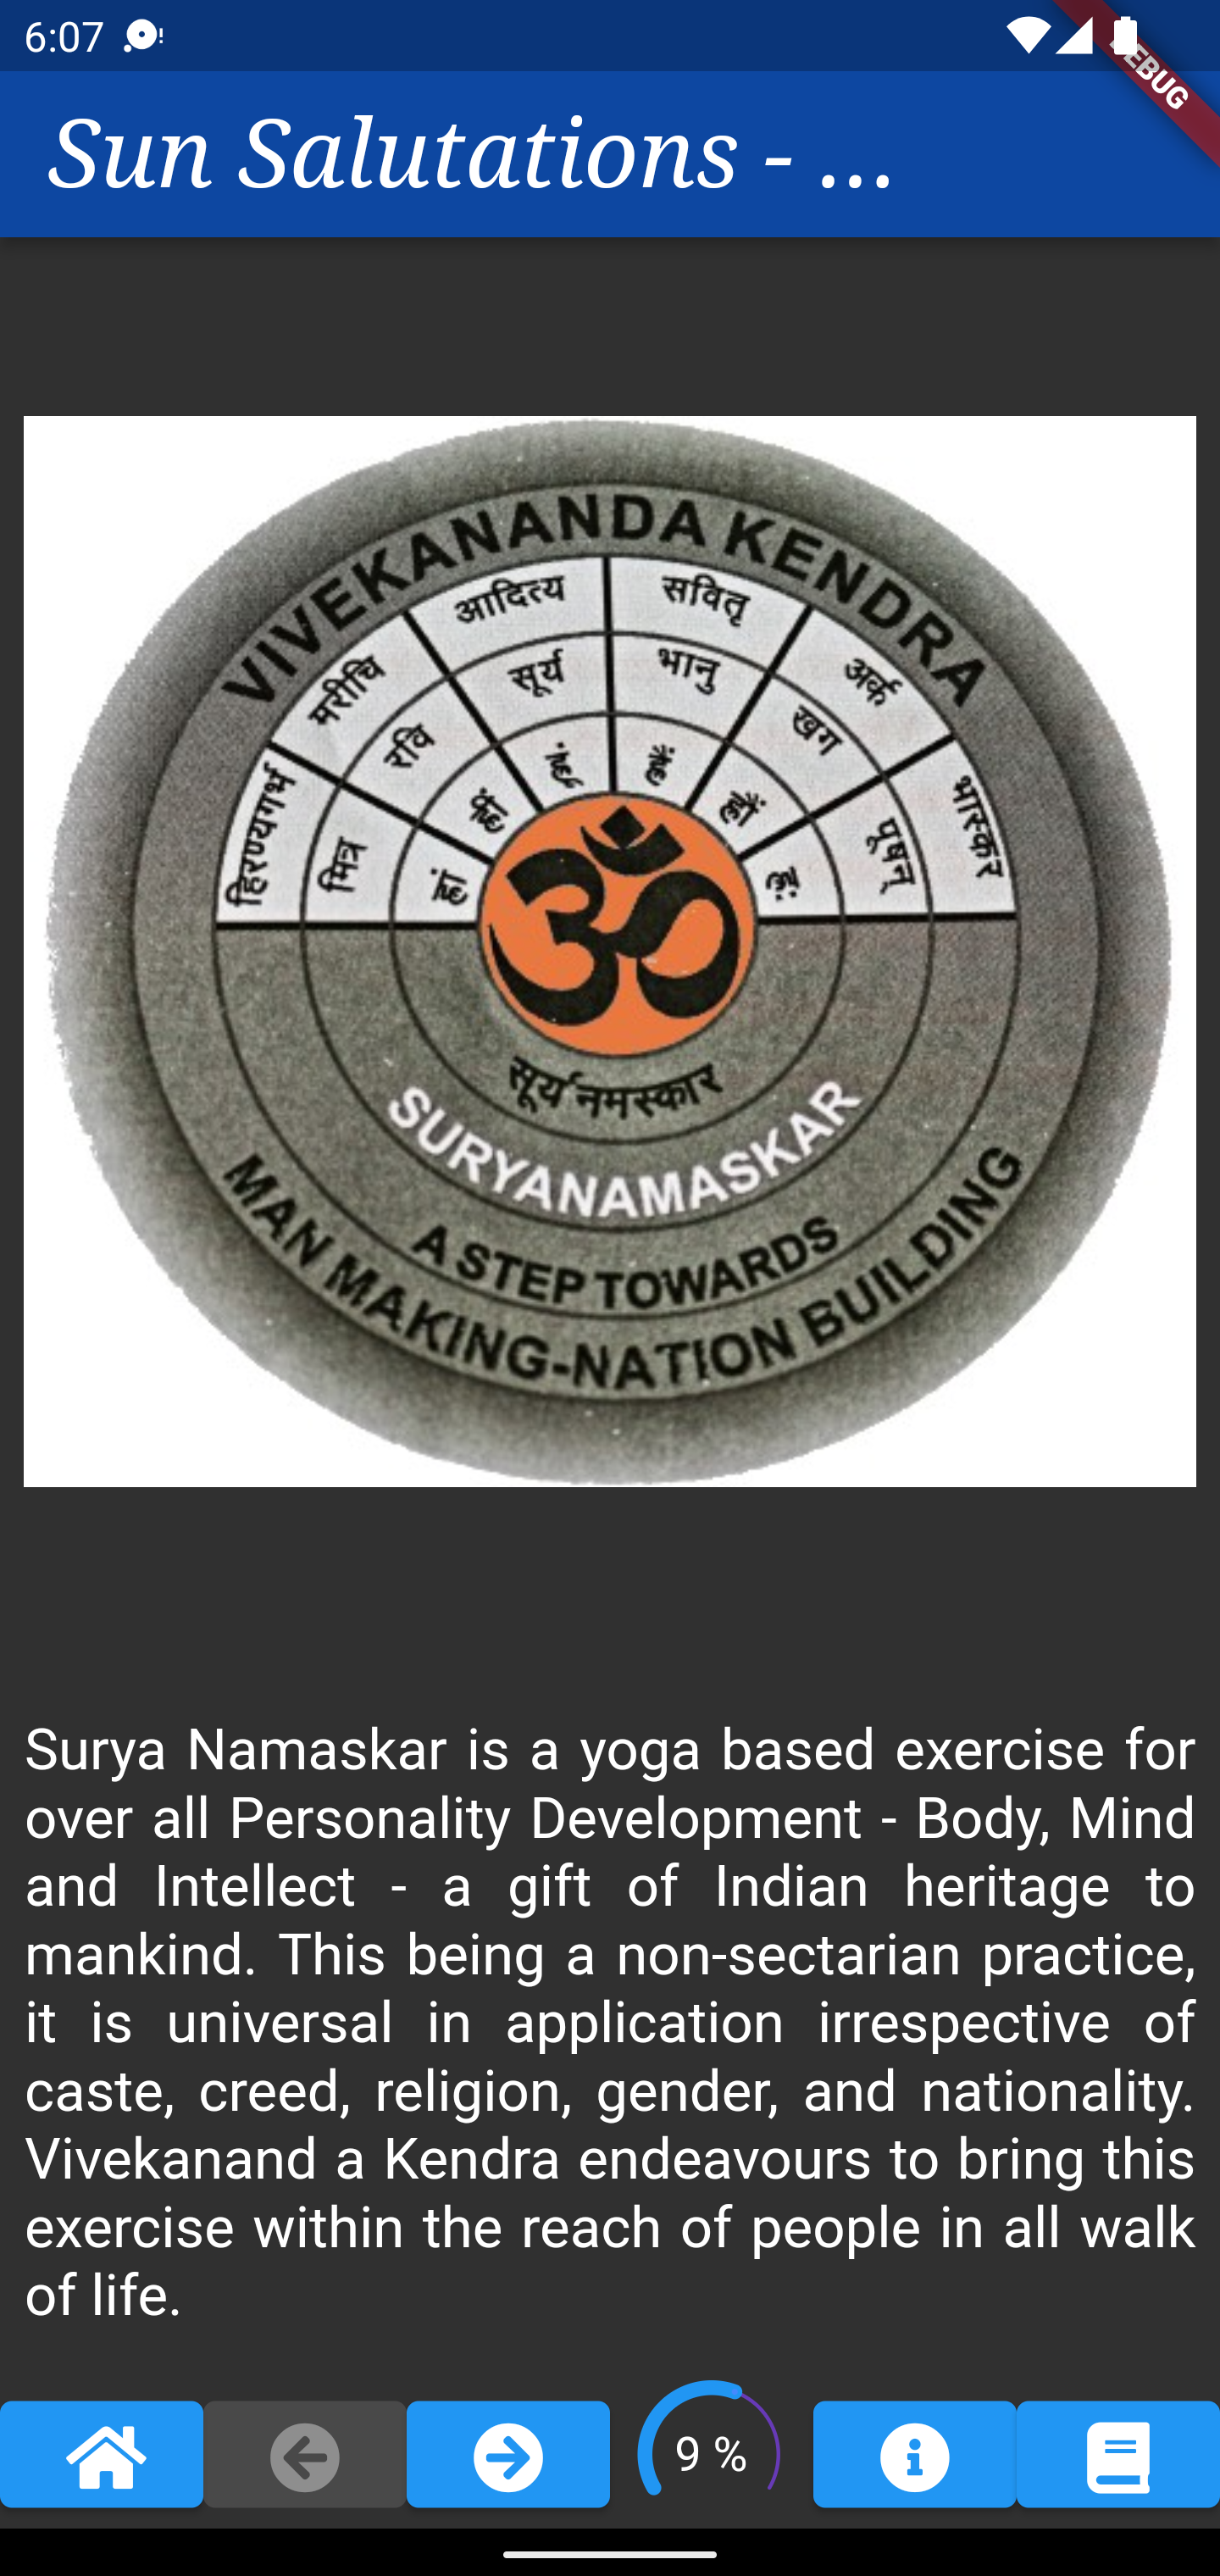 6:07
DEBUG
Sun Salutations - ...
VIVEKANANDA KENDRA
हिरण्यगर्भ मरीचि आदित्य सवितृ अर्क भास्कर
मित्र रवि सूर्य भानु खग पूषन्
ह्रां ह्रीं ह्रूं ह्रैं ह्रौं ह्रः
ॐ
सूर्य नमस्कार
SURYANAMASKAR
A STEP TOWARDS
MAN MAKING-NATION BUILDING
Surya Namaskar is a yoga based exercise for
over all Personality Development - Body, Mind
and Intellect - a gift of Indian heritage to
mankind. This being a non-sectarian practice,
it is universal in application irrespective of
caste, creed, religion, gender, and nationality.
Vivekanand a Kendra endeavours to bring this
exercise within the reach of people in all walk
of life.
9 %